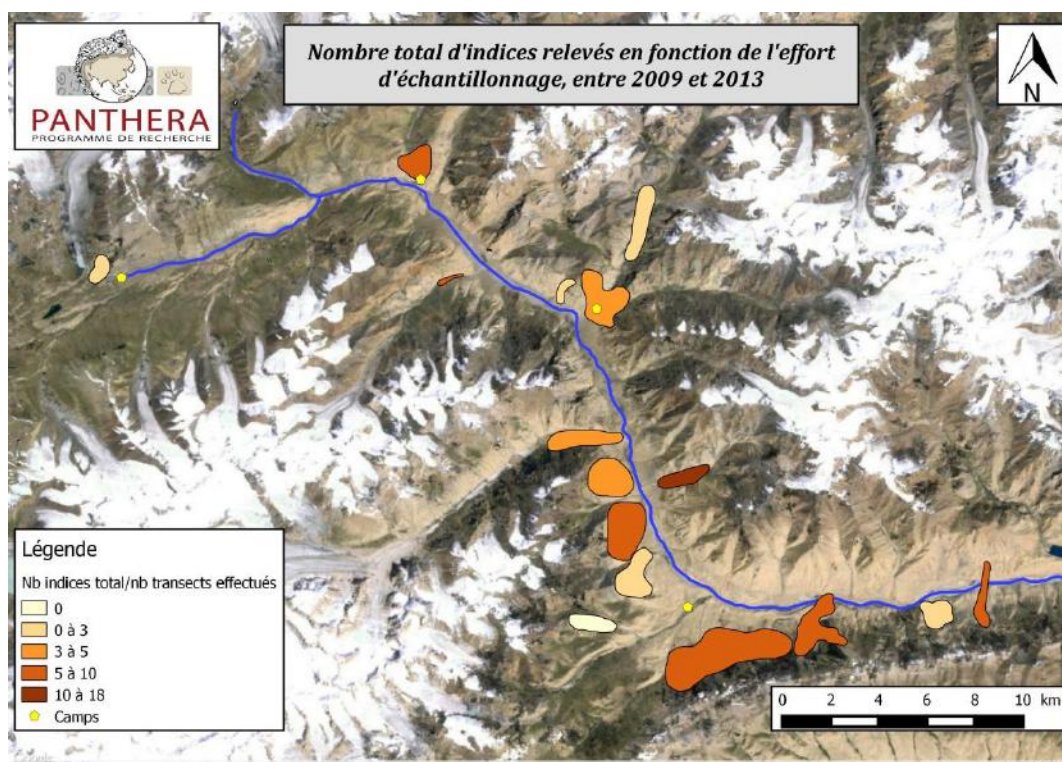 Nombre total d'indices relevés en fonction de l'effort
d'échantillonnage, entre 2009 et 2013
PANTHERA
PROGRAMME DE RECHERCHE
N
Légende
Nb indices total/nb transects effectués
0
0 à 3
3 à 5
5 à 10
10 à 18
Camps
0 2 4 6 8 10 km